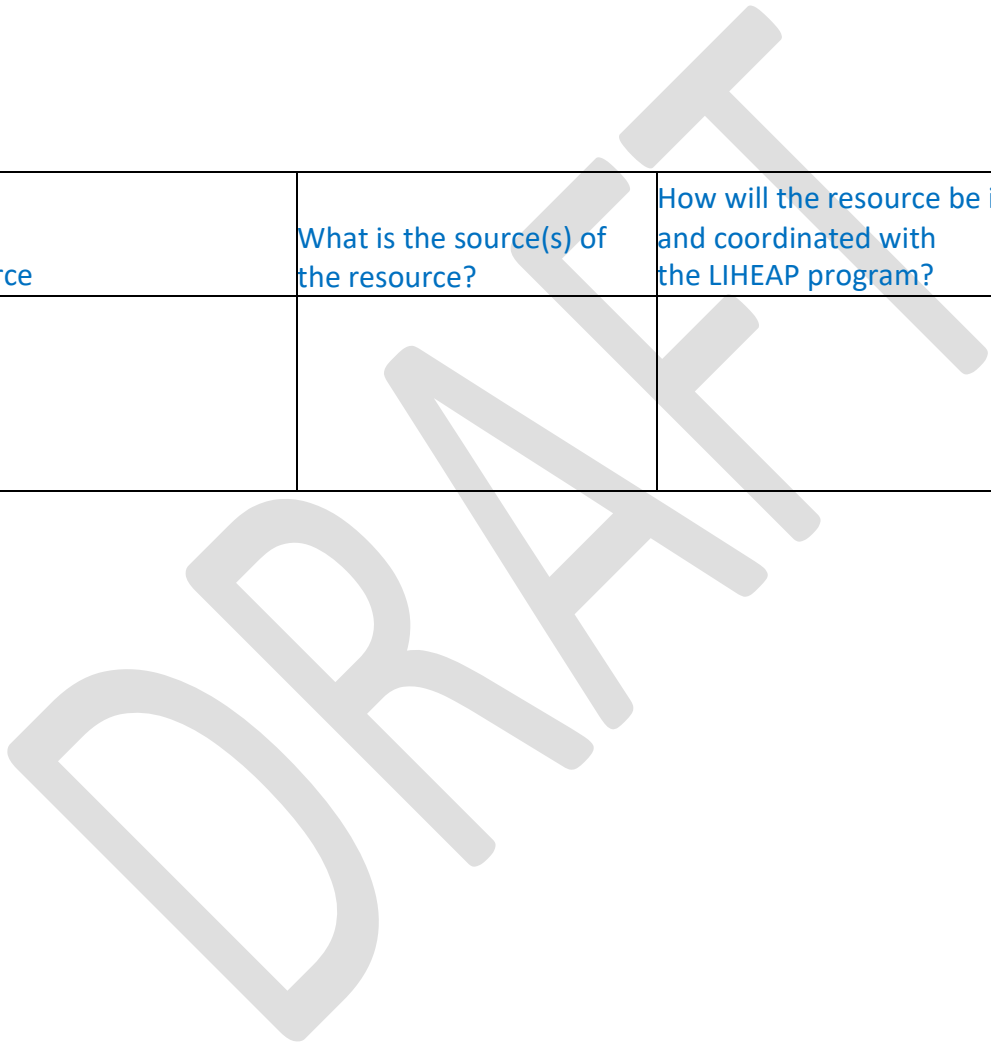 How will the resource be i
What is the source(s) of
and coordinated with
rce
the resource?
the LIHEAP program?
DRAFT